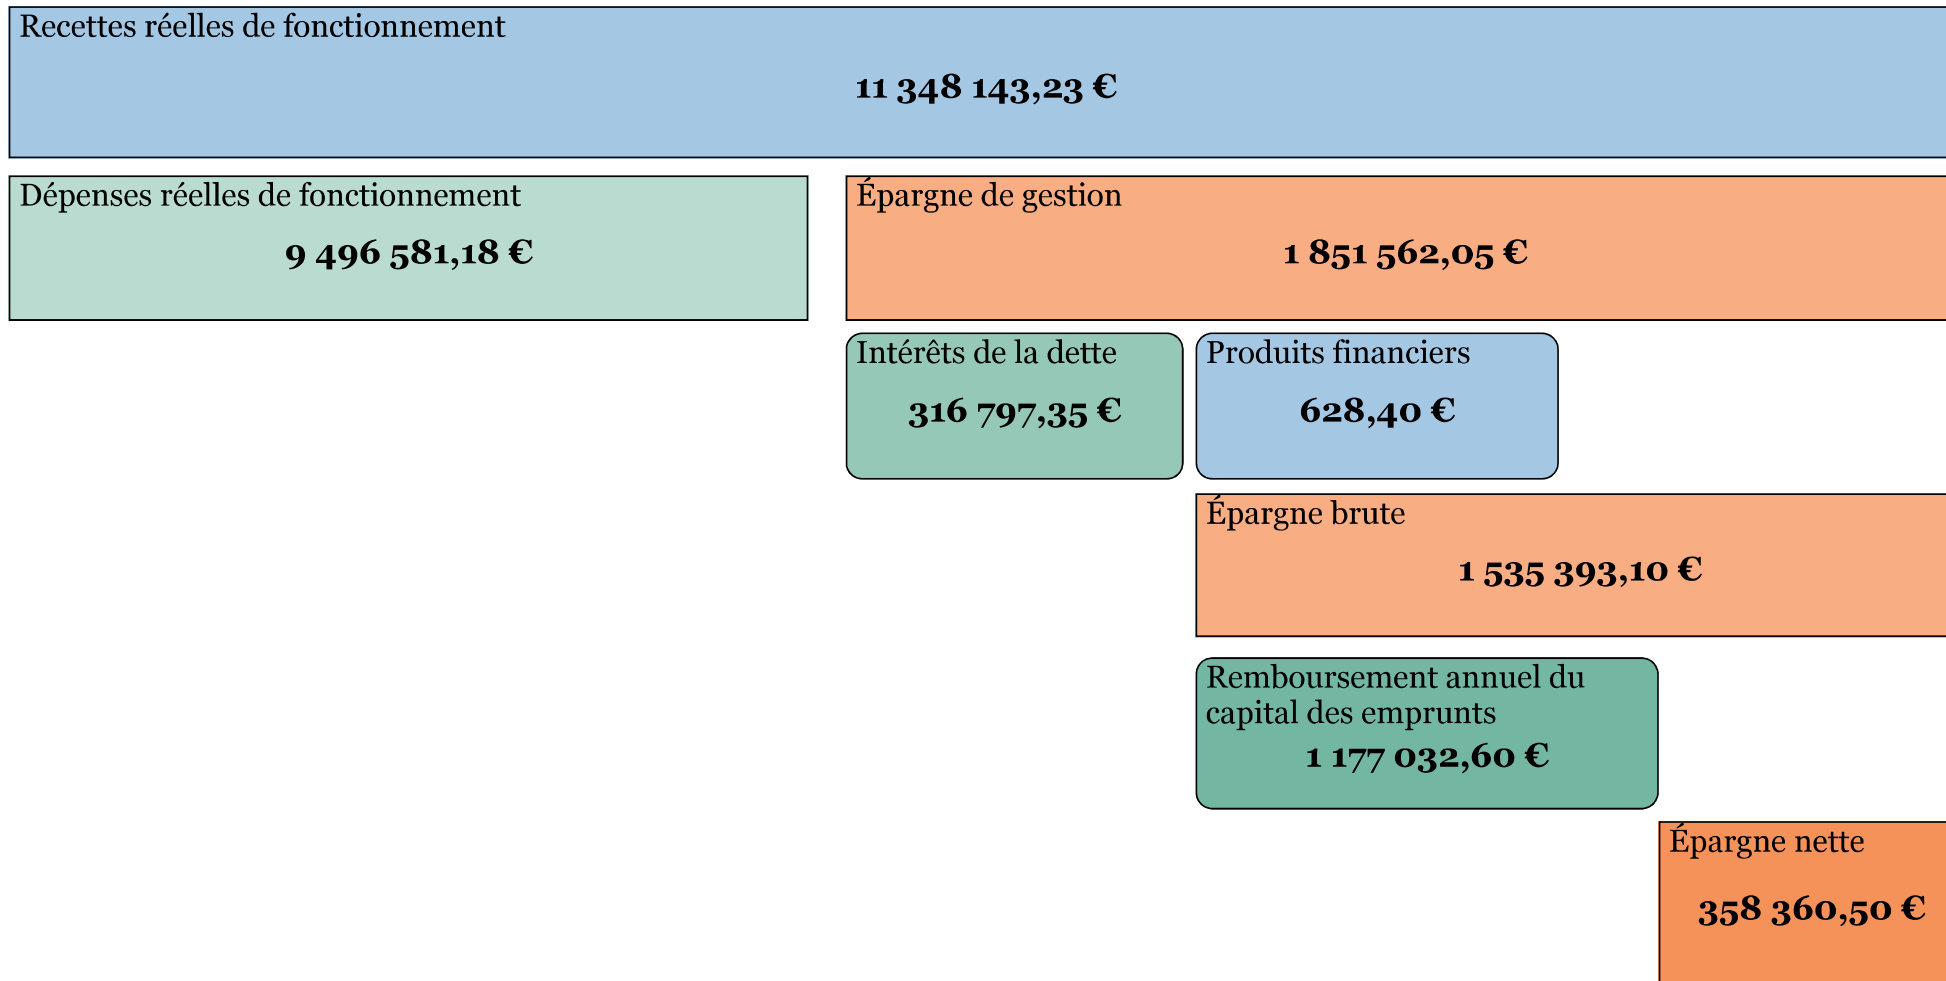 Recettes réelles de fonctionnement
11 348 143,23 €
Dépenses réelles de fonctionnement
9 496 581,18 €
Épargne de gestion
1 851 562,05 €
Intérêts de la dette
316 797,35 €
Produits financiers
628,40 €
Épargne brute
1 535 393,10 €
Remboursement annuel du
capital des emprunts
1 177 032,60 €
Épargne nette
358 360,50 €